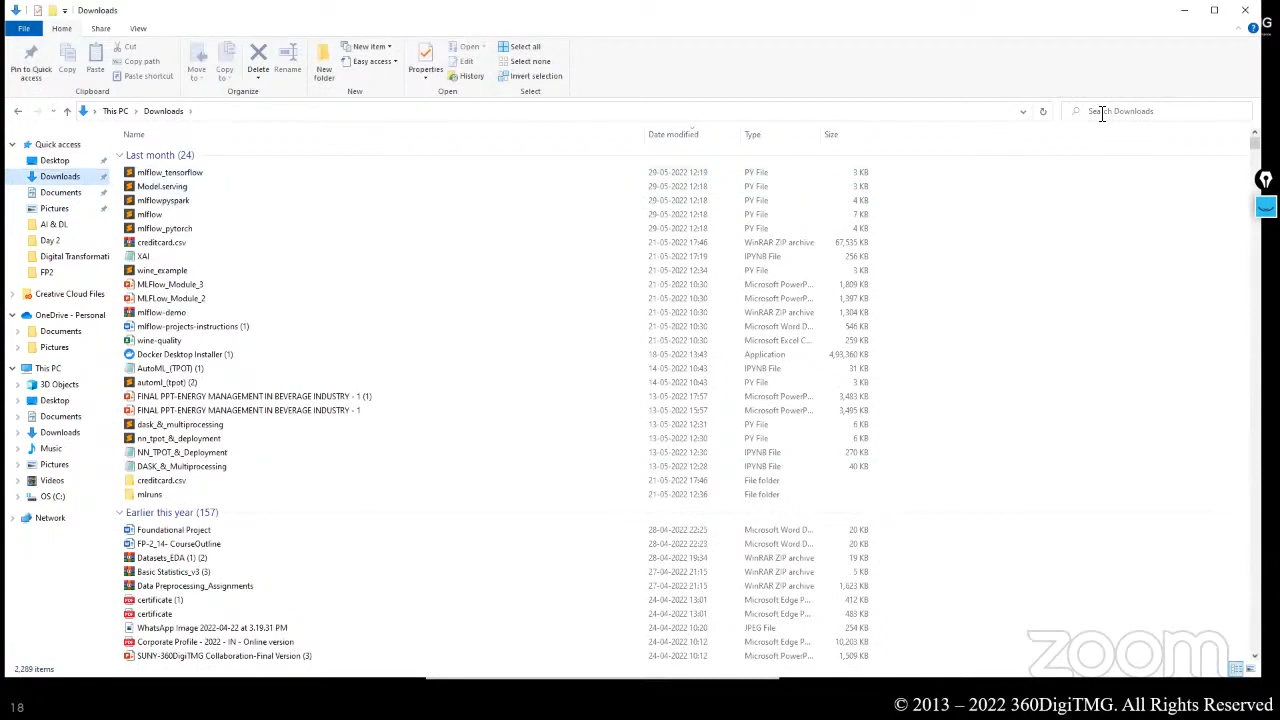 Downloads
File Home Share View
Pin to Quick access
Copy
Paste
Cut
Copy path
Paste shortcut
Clipboard
Move to
Copy to
Delete
Rename
Organize
New folder
New item
Easy access
New
Properties
Open
Edit
History
Open
Select all
Select none
Invert selection
Select
This PC Downloads
Search Downloads
Quick access
Desktop
Downloads
Documents
Pictures
AI & DL
Day 2
Digital Transformati
FP2
Creative Cloud Files
OneDrive - Personal
Documents
Pictures
This PC
3D Objects
Desktop
Documents
Downloads
Music
Pictures
Videos
OS (C:)
Network
Name Date modified Type Size
Last month (24)
mlflow_tensorflow 29-05-2022 12:19 PY File 3 KB
Model.serving 29-05-2022 12:18 PY File 3 KB
mlflowpyspark 29-05-2022 12:18 PY File 4 KB
mlflow 29-05-2022 12:18 PY File 7 KB
mlflow_pytorch 29-05-2022 12:18 PY File 4 KB
creditcard.csv 21-05-2022 17:46 WinRAR ZIP archive 67,535 KB
XAI 21-05-2022 17:19 IPYNB File 256 KB
wine_example 21-05-2022 12:34 PY File 3 KB
MLFlow_Module_3 21-05-2022 10:30 Microsoft PowerP... 1,809 KB
MLFLow_Module_2 21-05-2022 10:30 Microsoft PowerP... 1,397 KB
mlflow-demo 21-05-2022 10:30 WinRAR ZIP archive 1,304 KB
mlflow-projects-instructions (1) 21-05-2022 10:30 Microsoft Word D... 546 KB
wine-quality 21-05-2022 10:30 Microsoft Excel C... 259 KB
Docker Desktop Installer (1) 18-05-2022 13:43 Application 4,93,360 KB
AutoML_(TPOT) (1) 14-05-2022 10:43 IPYNB File 31 KB
automl_(tpot) (2) 14-05-2022 10:43 PY File 3 KB
FINAL PPT-ENERGY MANAGEMENT IN BEVERAGE INDUSTRY - 1 (1) 13-05-2022 17:57 Microsoft PowerP... 3,483 KB
FINAL PPT-ENERGY MANAGEMENT IN BEVERAGE INDUSTRY - 1 13-05-2022 15:57 Microsoft PowerP... 3,495 KB
dask_&_multiprocessing 13-05-2022 12:31 PY File 6 KB
nn_tpot_&_deployment 13-05-2022 12:30 PY File 6 KB
NN_TPOT_&_Deployment 13-05-2022 12:30 IPYNB File 270 KB
DASK_&_Multiprocessing 13-05-2022 12:28 IPYNB File 40 KB
creditcard.csv 21-05-2022 17:46 File folder
mlruns 21-05-2022 12:36 File folder
Earlier this year (157)
Foundational Project 28-04-2022 22:25 Microsoft Word D... 20 KB
FP-2_14- CourseOutline 28-04-2022 22:23 Microsoft Word D... 20 KB
Datasets_EDA (1) (2) 28-04-2022 19:34 WinRAR ZIP archive 19 KB
Basic Statistics_v3 (3) 27-04-2022 21:15 WinRAR ZIP archive 5 KB
Data Preprocessing_Assignments 27-04-2022 21:15 WinRAR ZIP archive 1,623 KB
certificate (1) 24-04-2022 13:01 Microsoft Edge P... 412 KB
certificate 24-04-2022 13:01 Microsoft Edge P... 483 KB
WhatsApp Image 2022-04-22 at 3.19.31 PM 24-04-2022 10:20 JPEG File 254 KB
Corporate Profile - 2022 - IN - Online version 24-04-2022 10:12 Microsoft Edge P... 10,203 KB
SUNY-360DigiTMG Collaboration-Final Version (3) 24-04-2022 10:12 Microsoft PowerP... 1,509 KB
2,289 items
zoom
18
© 2013 – 2022 360DigiTMG. All Rights Reserved